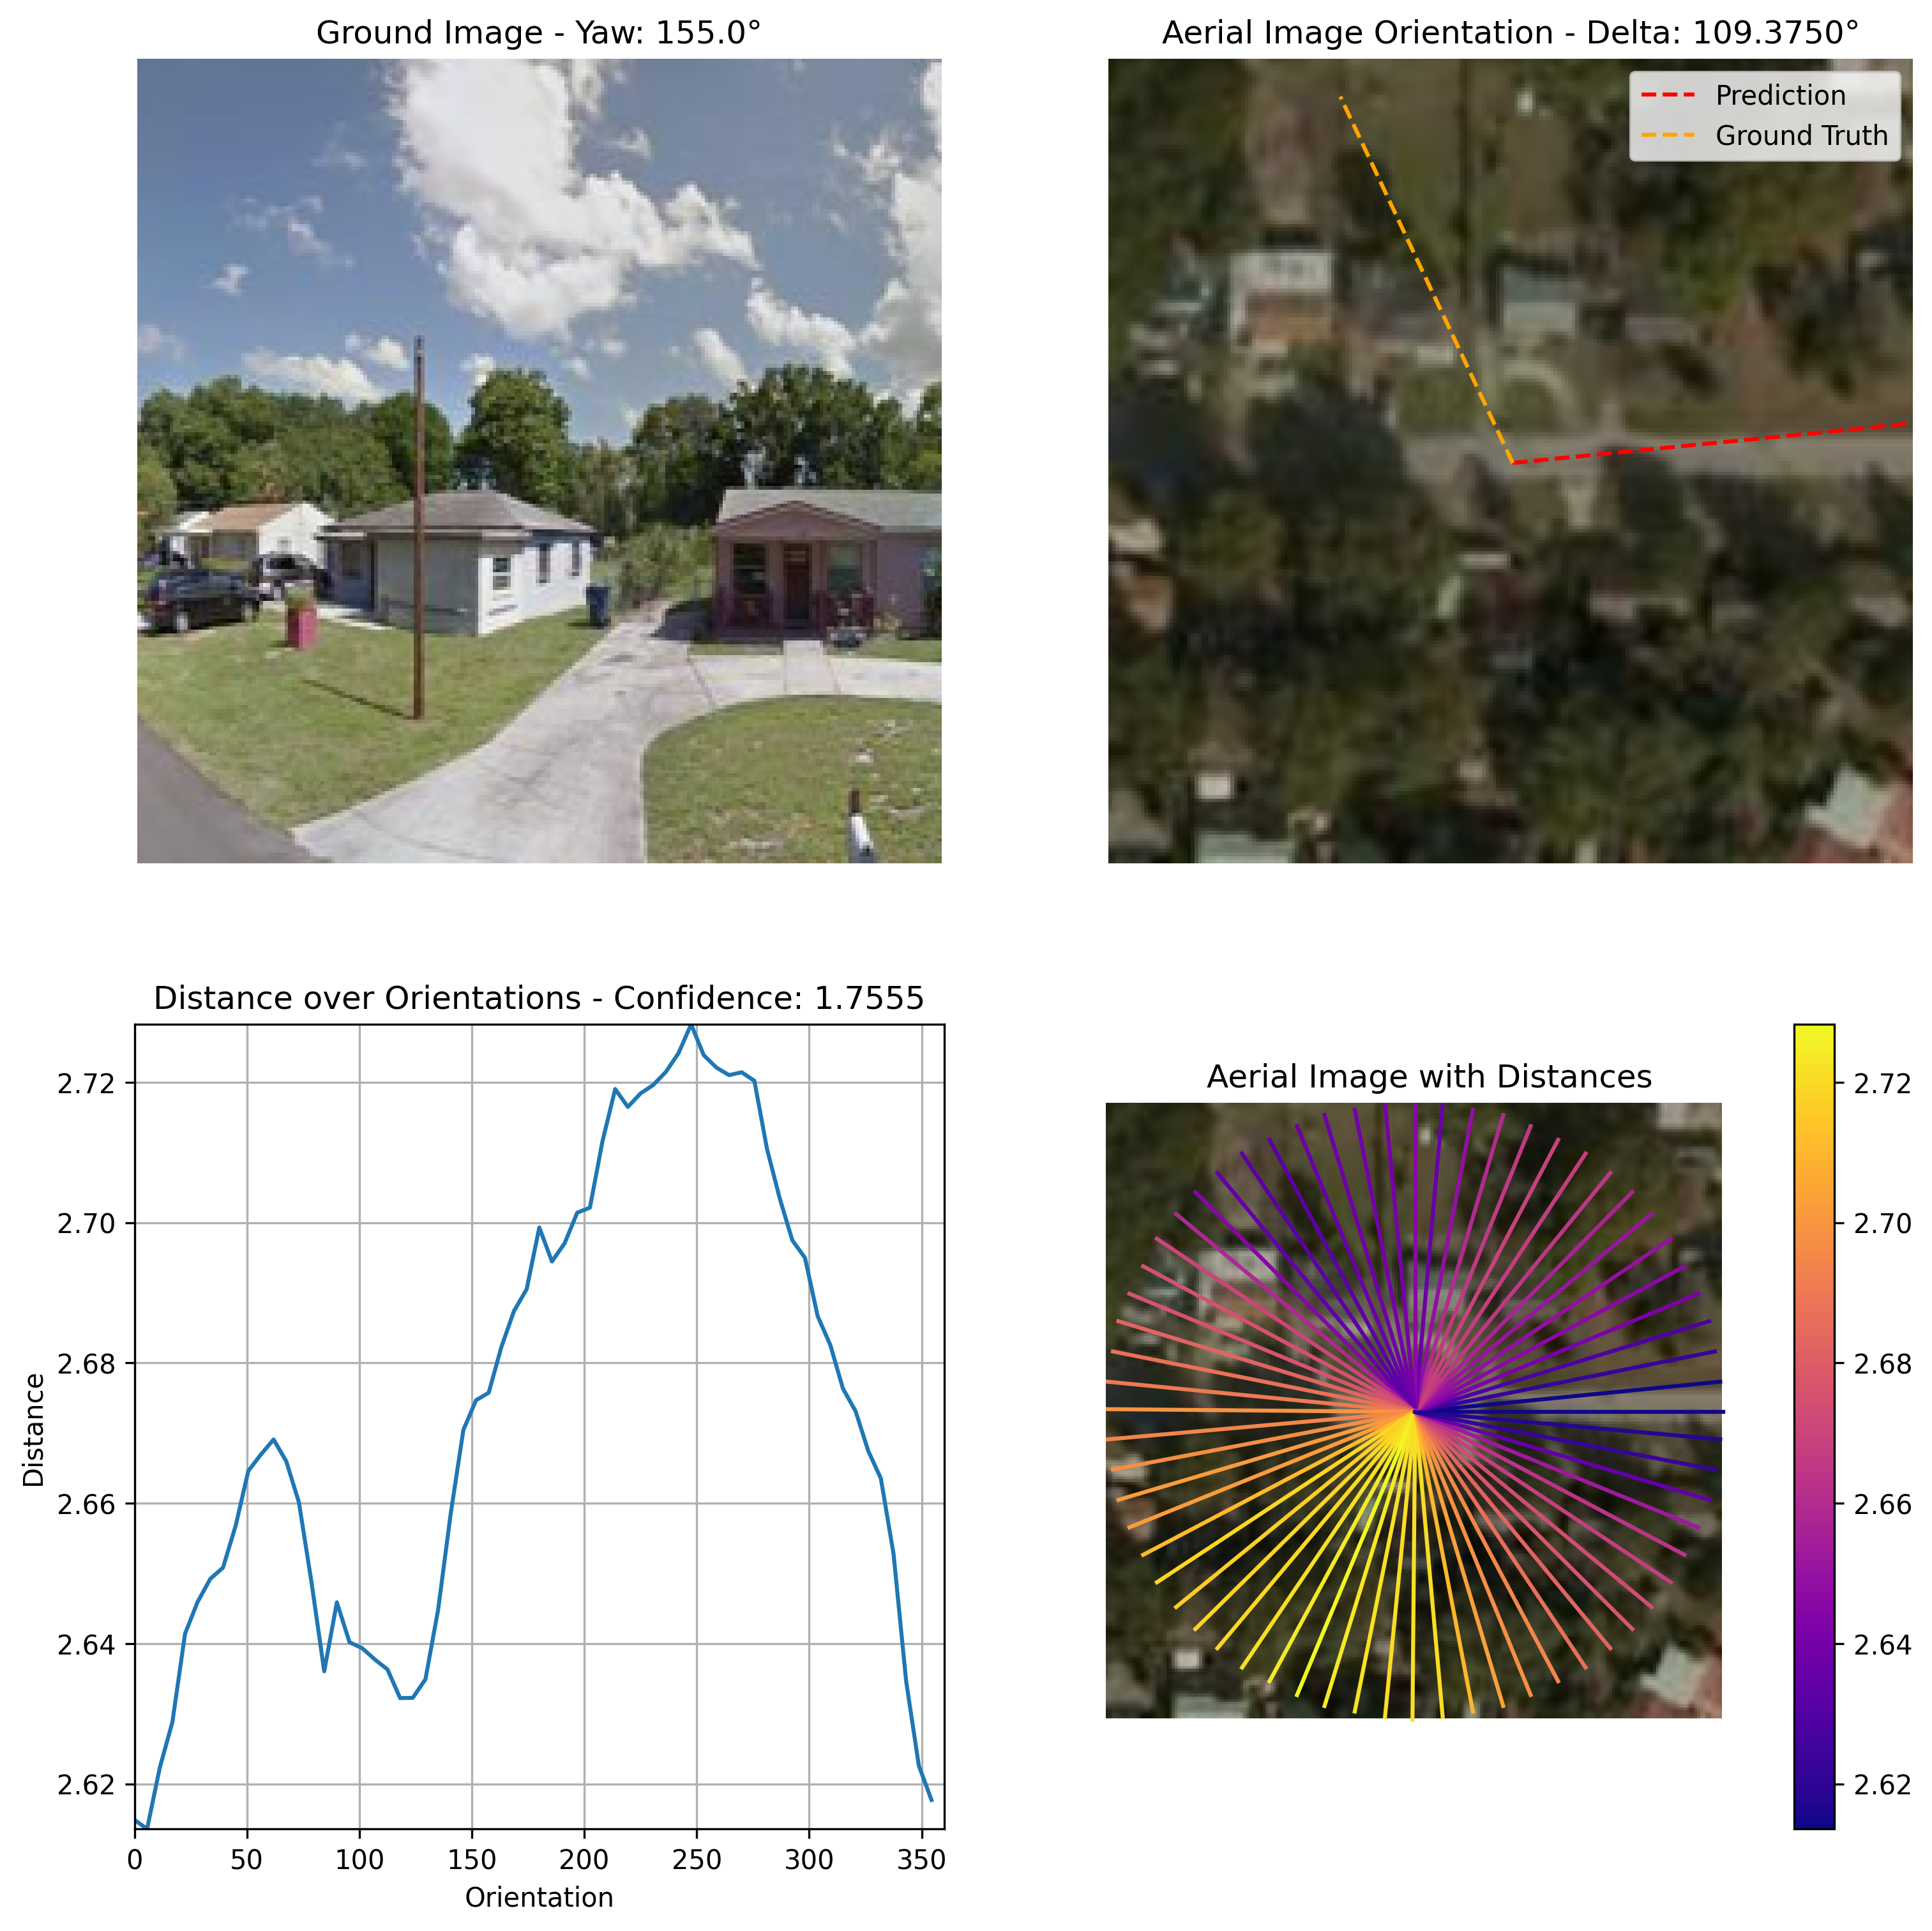 Ground Image - Yaw: 155.0°
Aerial Image Orientation - Delta: 109.3750°
Prediction
Ground Truth
Distance over Orientations - Confidence: 1.7555
2.72
2.70
2.68
2.66
2.64
2.62
Distance
0 50 100 150 200 250 300 350
Orientation
Aerial Image with Distances
2.72
2.70
2.68
2.66
2.64
2.62